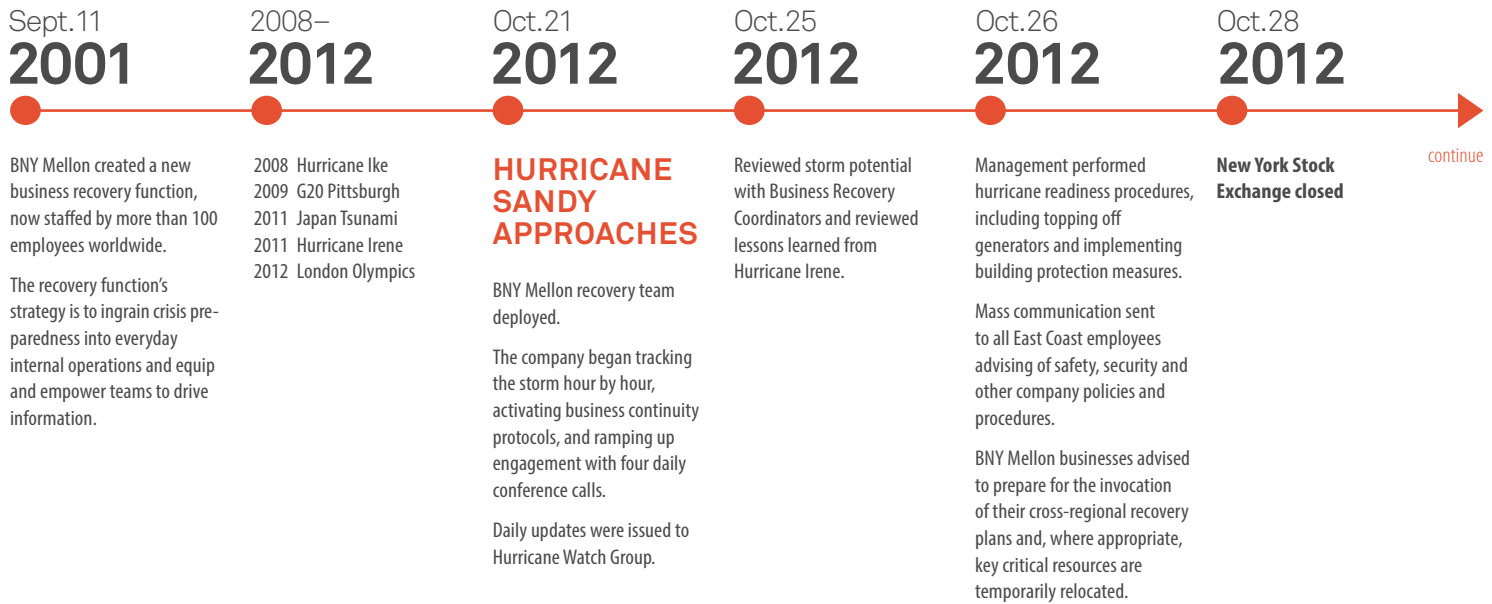 Sept.11
2001
BNY Mellon created a new
business recovery function,
now staffed by more than 100
employees worldwide.
The recovery function’s
strategy is to ingrain crisis pre-
paredness into everyday
internal operations and equip
and empower teams to drive
information.
2008–
2012
2008 Hurricane Ike
2009 G20 Pittsburgh
2011 Japan Tsunami
2011 Hurricane Irene
2012 London Olympics
Oct.21
2012
HURRICANE
SANDY
APPROACHES
BNY Mellon recovery team
deployed.
The company began tracking
the storm hour by hour,
activating business continuity
protocols, and ramping up
engagement with four daily
conference calls.
Daily updates were issued to
Hurricane Watch Group.
Oct.25
2012
Reviewed storm potential
with Business Recovery
Coordinators and reviewed
lessons learned from
Hurricane Irene.
Oct.26
2012
Management performed
hurricane readiness procedures,
including topping off
generators and implementing
building protection measures.
Mass communication sent
to all East Coast employees
advising of safety, security and
other company policies and
procedures.
BNY Mellon businesses advised
to prepare for the invocation
of their cross-regional recovery
plans and, where appropriate,
key critical resources are
temporarily relocated.
Oct.28
2012
New York Stock
Exchange closed
continue